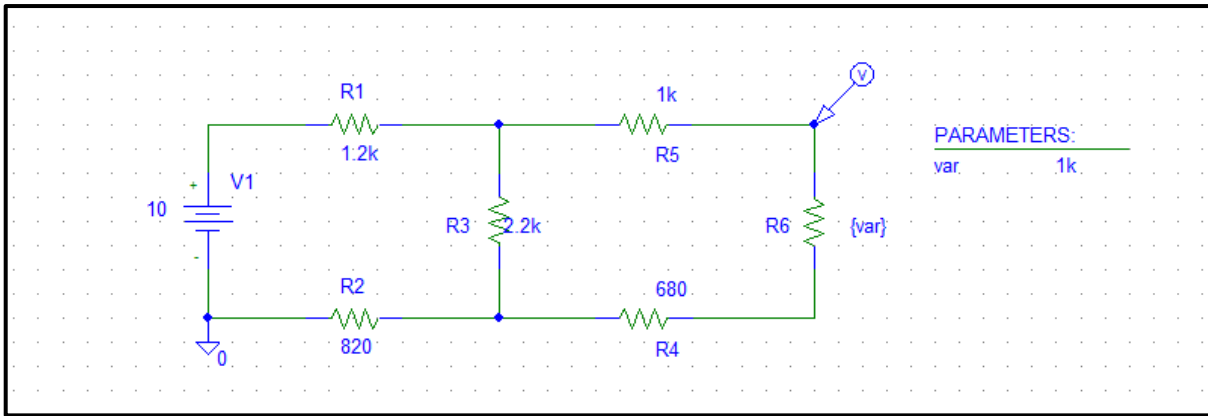 V
R1
1k
1.2k
R5
PARAMETERS:
var 1k
+
V1
10
R3
2.2k
R6
{var}
-
R2
680
820
R4
0